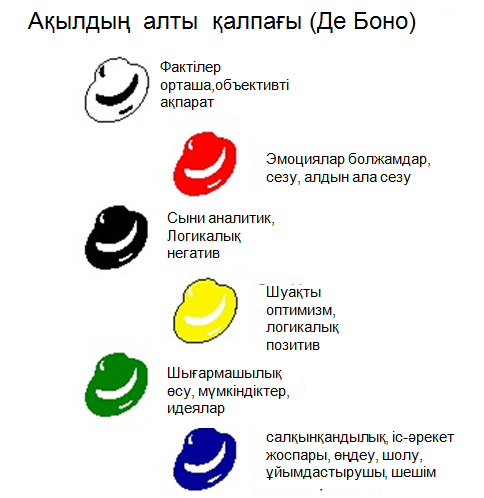 Ақылдың алты қалпағы (Де Боно)
Фактілер
орташа,объективті
ақпарат
Эмоциялар болжамдар,
сезу, алдын ала сезу
Сыни аналитик,
Логикалық
негатив
Шуақты
оптимизм,
логикалық
позитив
Шығармашылық
өсу, мүмкіндіктер,
идеялар
салқынқандылық, іс-әрекет
жоспары, өңдеу, шолу,
ұйымдастырушы, шешім